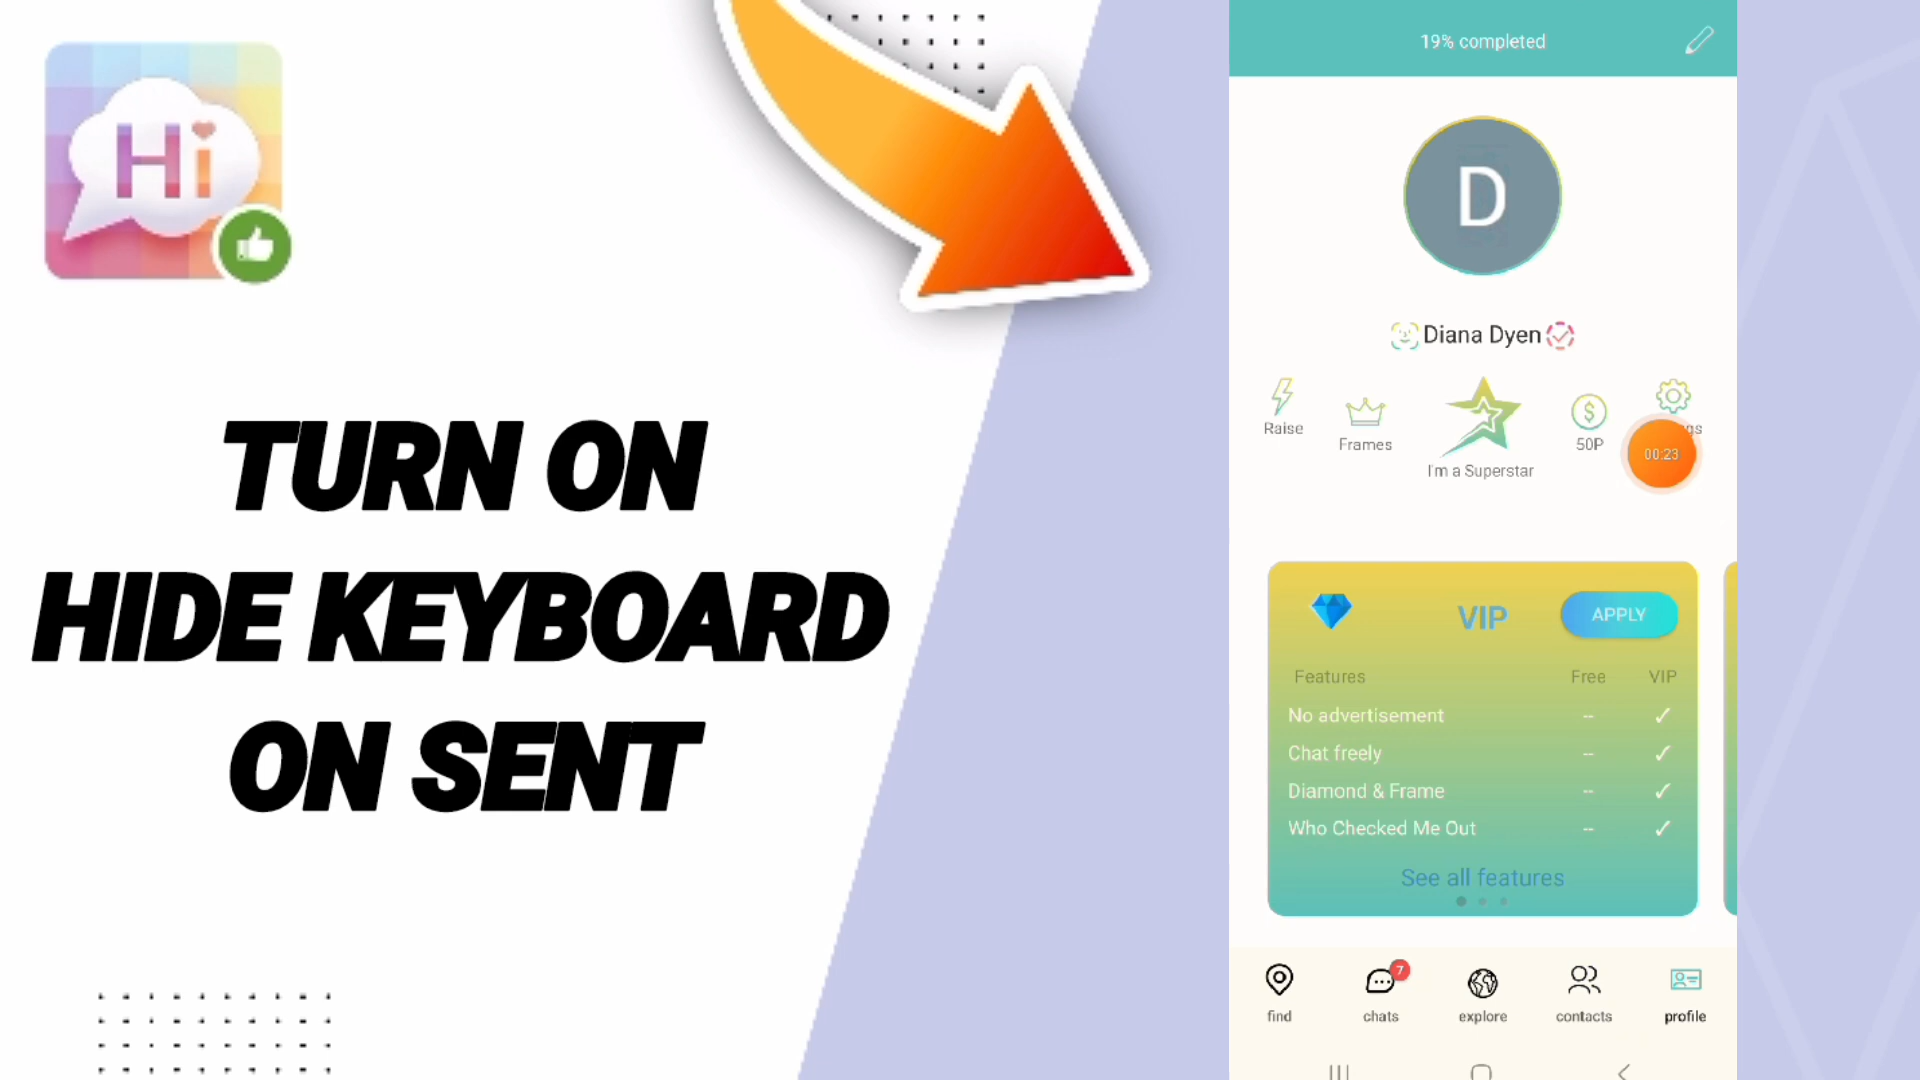 Hi
TURN ON
HIDE KEYBOARD
ON SENT
19% completed
D
Diana Dyen
Raise
Frames
I'm a Superstar
50P
00:23
VIP
APPLY
Features Free VIP
No advertisement -- ✓
Chat freely -- ✓
Diamond & Frame -- ✓
Who Checked Me Out -- ✓
See all features
7
find
chats
explore
contacts
profile